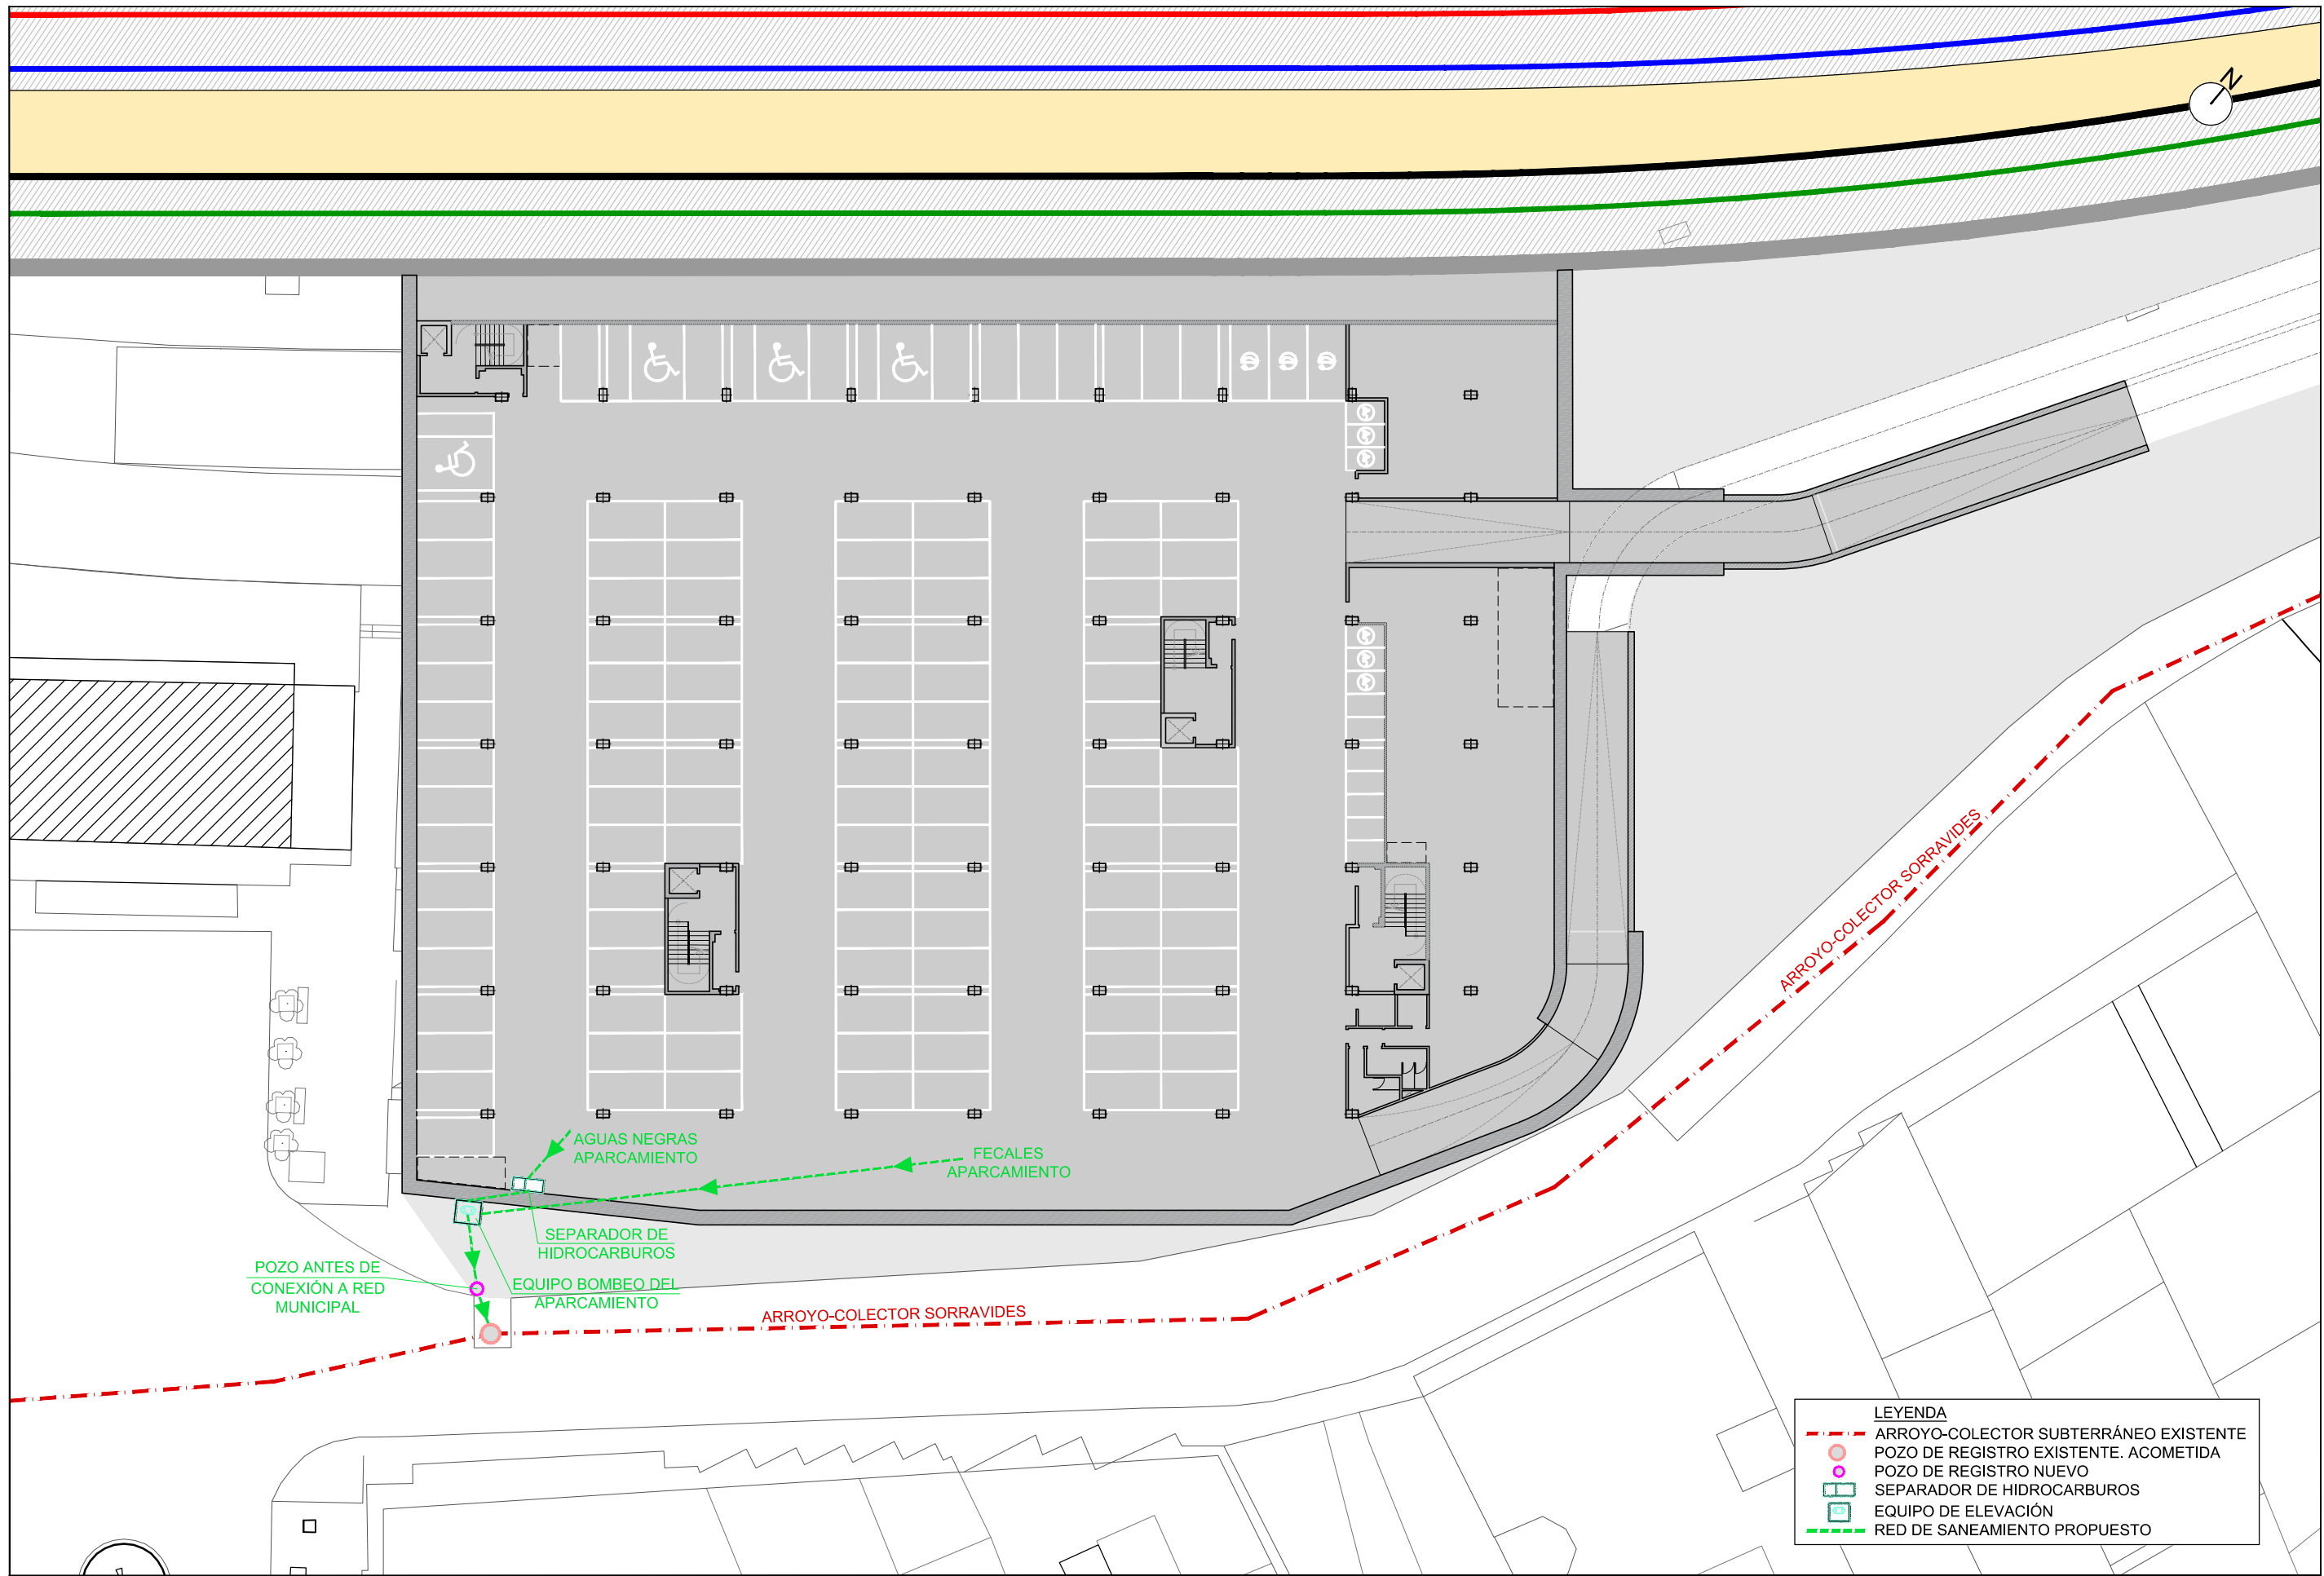 N
ARROYO-COLECTOR SORRAVIDES
AGUAS NEGRAS
APARCAMIENTO
FECALES
APARCAMIENTO
SEPARADOR DE
HIDROCARBUROS
POZO ANTES DE
CONEXIÓN A RED
MUNICIPAL
EQUIPO BOMBEO DEL
APARCAMIENTO
ARROYO-COLECTOR SORRAVIDES
LEYENDA
ARROYO-COLECTOR SUBTERRÁNEO EXISTENTE
POZO DE REGISTRO EXISTENTE. ACOMETIDA
POZO DE REGISTRO NUEVO
SEPARADOR DE HIDROCARBUROS
EQUIPO DE ELEVACIÓN
RED DE SANEAMIENTO PROPUESTO